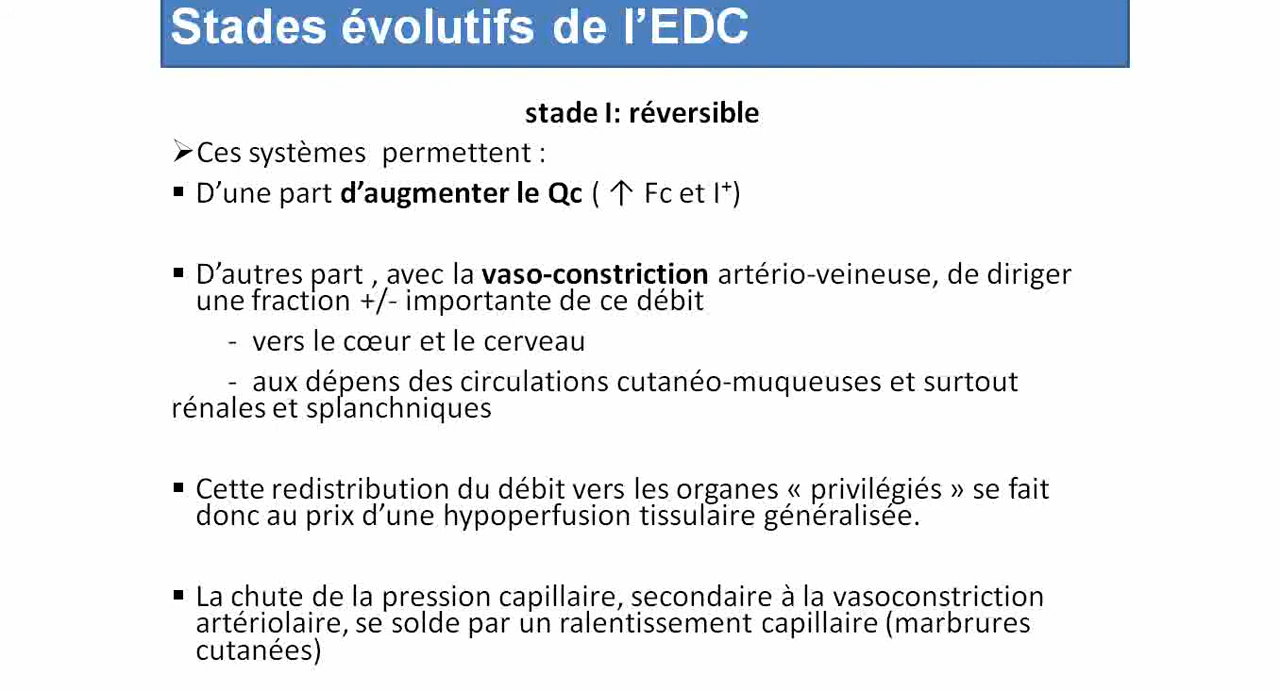 Stades évolutifs de l’EDC
stade I: réversible
➢Ces systèmes permettent :
▪ D’une part d’augmenter le Qc ( ↑ Fc et I⁺)
▪ D’autres part , avec la vaso-constriction artério-veineuse, de diriger
une fraction +/- importante de ce débit
- vers le cœur et le cerveau
- aux dépens des circulations cutanéo-muqueuses et surtout
rénales et splanchniques
▪ Cette redistribution du débit vers les organes « privilégiés » se fait
donc au prix d’une hypoperfusion tissulaire généralisée.
▪ La chute de la pression capillaire, secondaire à la vasoconstriction
artériolaire, se solde par un ralentissement capillaire (marbrures
cutanées)